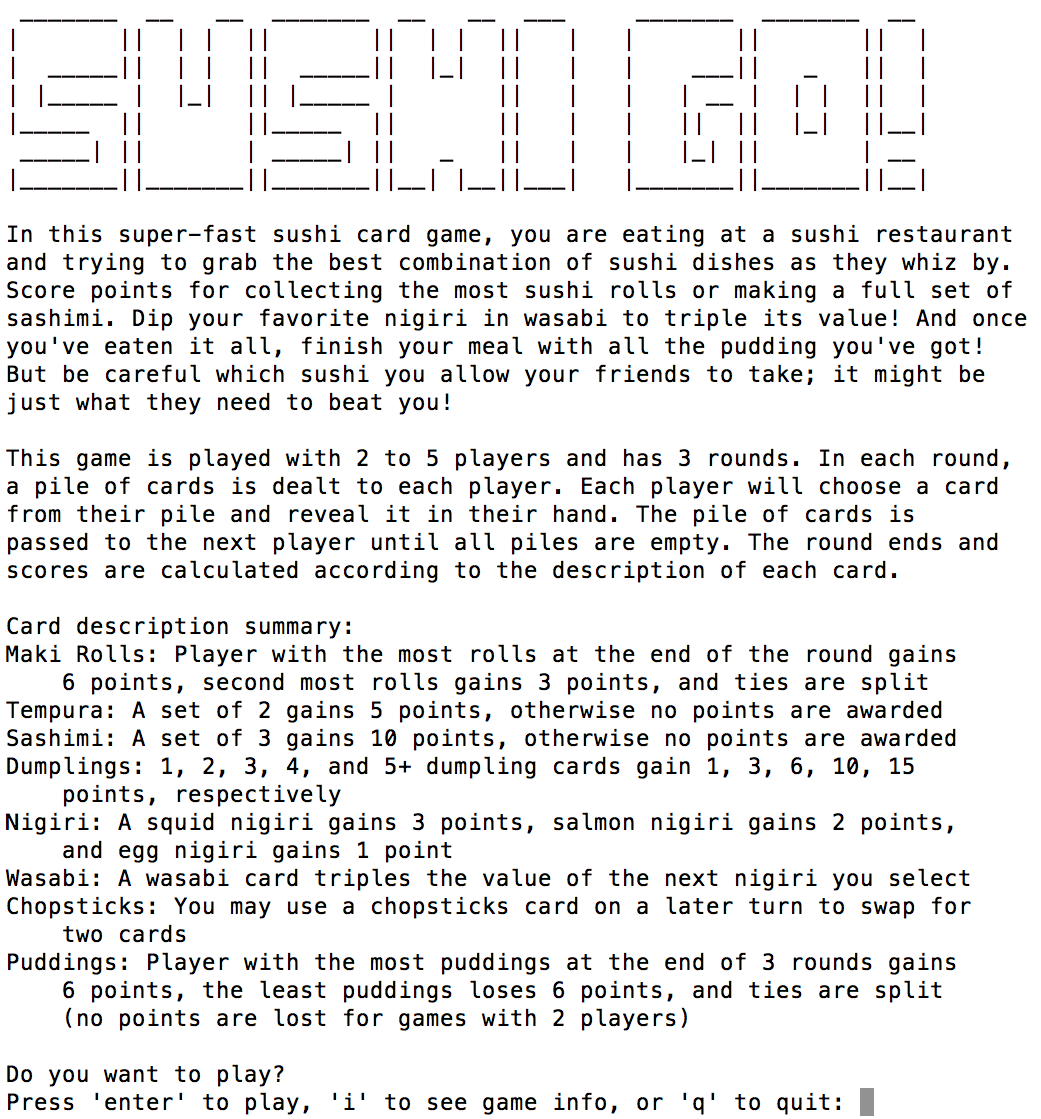 SUSHI GO!
In this super-fast sushi card game, you are eating at a sushi restaurant
and trying to grab the best combination of sushi dishes as they whiz by.
Score points for collecting the most sushi rolls or making a full set of
sashimi. Dip your favorite nigiri in wasabi to triple its value! And once
you've eaten it all, finish your meal with all the pudding you've got!
But be careful which sushi you allow your friends to take; it might be
just what they need to beat you!
This game is played with 2 to 5 players and has 3 rounds. In each round,
a pile of cards is dealt to each player. Each player will choose a card
from their pile and reveal it in their hand. The pile of cards is
passed to the next player until all piles are empty. The round ends and
scores are calculated according to the description of each card.
Card description summary:
Maki Rolls: Player with the most rolls at the end of the round gains
6 points, second most rolls gains 3 points, and ties are split
Tempura: A set of 2 gains 5 points, otherwise no points are awarded
Sashimi: A set of 3 gains 10 points, otherwise no points are awarded
Dumplings: 1, 2, 3, 4, and 5+ dumpling cards gain 1, 3, 6, 10, 15
points, respectively
Nigiri: A squid nigiri gains 3 points, salmon nigiri gains 2 points,
and egg nigiri gains 1 point
Wasabi: A wasabi card triples the value of the next nigiri you select
Chopsticks: You may use a chopsticks card on a later turn to swap for
two cards
Puddings: Player with the most puddings at the end of 3 rounds gains
6 points, the least puddings loses 6 points, and ties are split
(no points are lost for games with 2 players)
Do you want to play?
Press 'enter' to play, 'i' to see game info, or 'q' to quit: